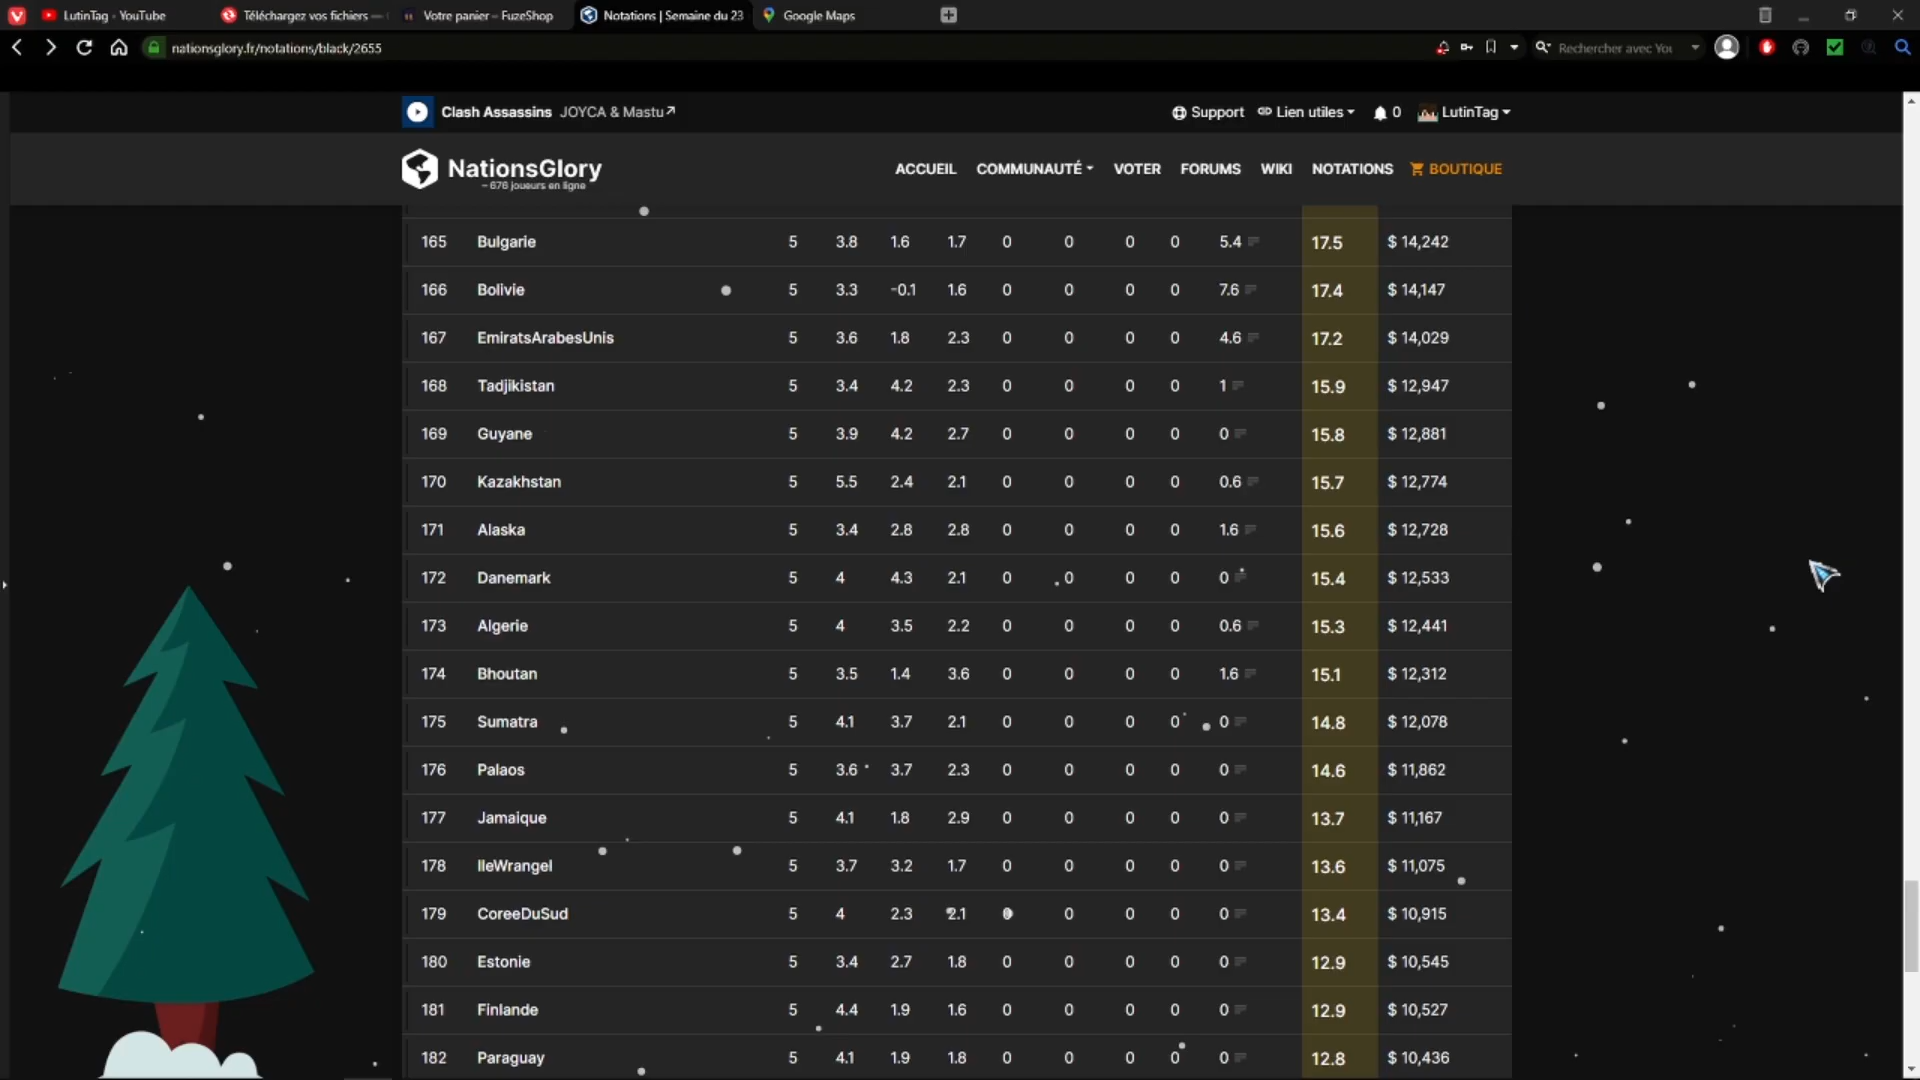 LutinTag - YouTube
Téléchargez vos fichiers —
Votre panier – FuzeShop
Notations | Semaine du 23
Google Maps
nationsglory.fr/notations/black/2655
Rechercher avec You
Clash Assassins JOYCA & Mastu
Support Lien utiles 0 LutinTag
NationsGlory
~ 676 joueurs en ligne
ACCUEIL COMMUNAUTÉ VOTER FORUMS WIKI NOTATIONS BOUTIQUE
165 Bulgarie 5 3.8 1.6 1.7 0 0 0 0 5.4 17.5 $ 14,242
166 Bolivie 5 3.3 -0.1 1.6 0 0 0 0 7.6 17.4 $ 14,147
167 EmiratsArabesUnis 5 3.6 1.8 2.3 0 0 0 0 4.6 17.2 $ 14,029
168 Tadjikistan 5 3.4 4.2 2.3 0 0 0 0 1 15.9 $ 12,947
169 Guyane 5 3.9 4.2 2.7 0 0 0 0 0 15.8 $ 12,881
170 Kazakhstan 5 5.5 2.4 2.1 0 0 0 0 0.6 15.7 $ 12,774
171 Alaska 5 3.4 2.8 2.8 0 0 0 0 1.6 15.6 $ 12,728
172 Danemark 5 4 4.3 2.1 0 0 0 0 0 15.4 $ 12,533
173 Algerie 5 4 3.5 2.2 0 0 0 0 0.6 15.3 $ 12,441
174 Bhoutan 5 3.5 1.4 3.6 0 0 0 0 1.6 15.1 $ 12,312
175 Sumatra 5 4.1 3.7 2.1 0 0 0 0 0 14.8 $ 12,078
176 Palaos 5 3.6 3.7 2.3 0 0 0 0 0 14.6 $ 11,862
177 Jamaique 5 4.1 1.8 2.9 0 0 0 0 0 13.7 $ 11,167
178 IleWrangel 5 3.7 3.2 1.7 0 0 0 0 0 13.6 $ 11,075
179 CoreeDuSud 5 4 2.3 2.1 0 0 0 0 0 13.4 $ 10,915
180 Estonie 5 3.4 2.7 1.8 0 0 0 0 0 12.9 $ 10,545
181 Finlande 5 4.4 1.9 1.6 0 0 0 0 0 12.9 $ 10,527
182 Paraguay 5 4.1 1.9 1.8 0 0 0 0 0 12.8 $ 10,436